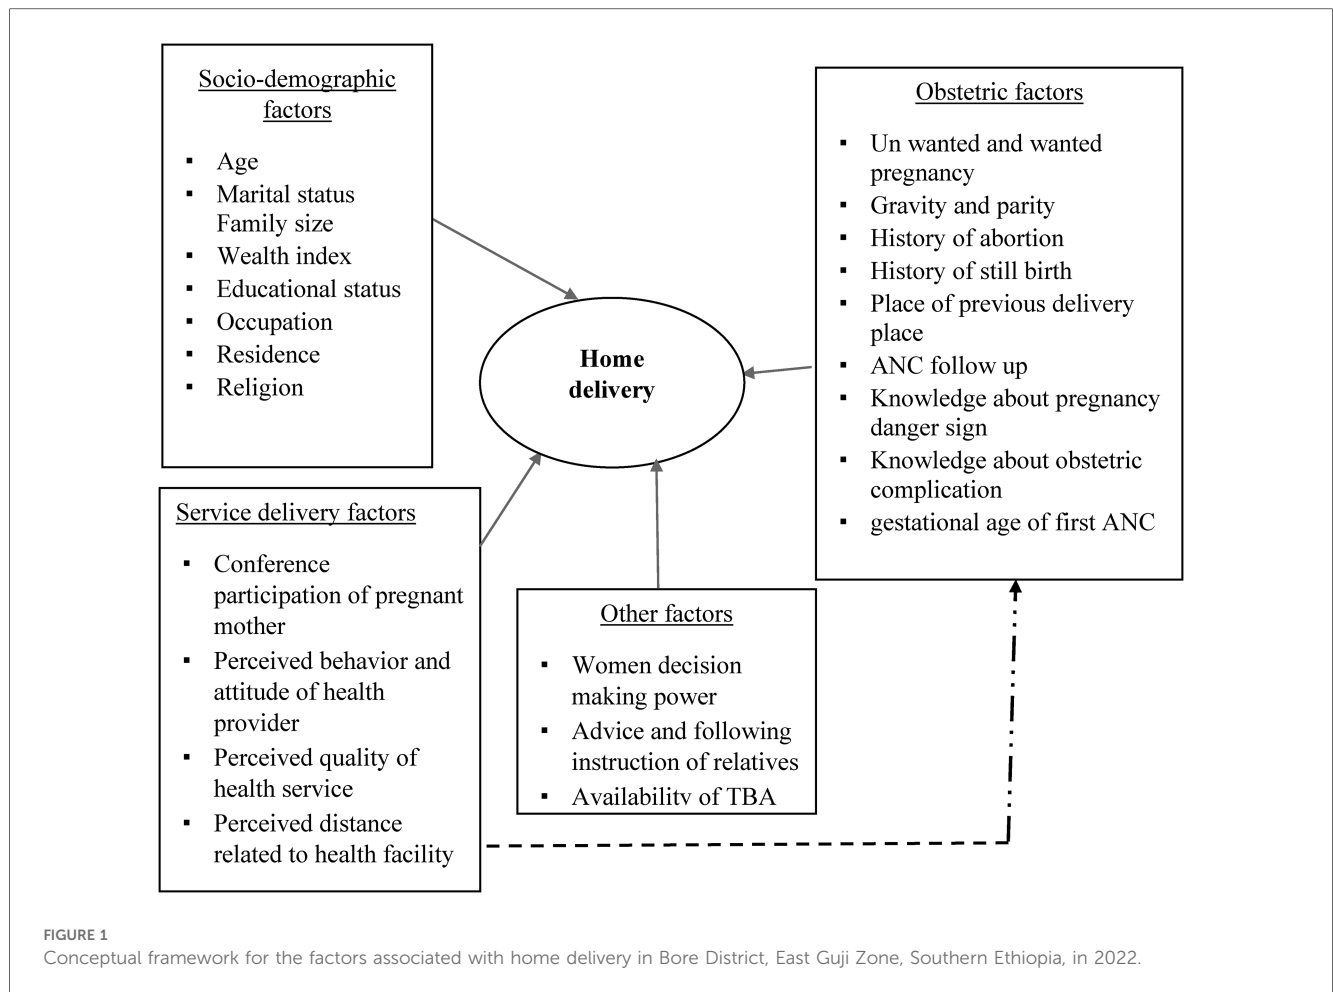 Socio-demographic
factors
▪ Age
▪ Marital status
Family size
▪ Wealth index
▪ Educational status
▪ Occupation
▪ Residence
▪ Religion
Obstetric factors
▪ Un wanted and wanted
pregnancy
▪ Gravity and parity
▪ History of abortion
▪ History of still birth
▪ Place of previous delivery
place
▪ ANC follow up
▪ Knowledge about pregnancy
danger sign
▪ Knowledge about obstetric
complication
▪ gestational age of first ANC
Home
delivery
Service delivery factors
▪ Conference
participation of pregnant
mother
▪ Perceived behavior and
attitude of health
provider
▪ Perceived quality of
health service
▪ Perceived distance
related to health facility
Other factors
▪ Women decision
making power
▪ Advice and following
instruction of relatives
▪ Availability of TBA
FIGURE 1
Conceptual framework for the factors associated with home delivery in Bore District, East Guji Zone, Southern Ethiopia, in 2022.